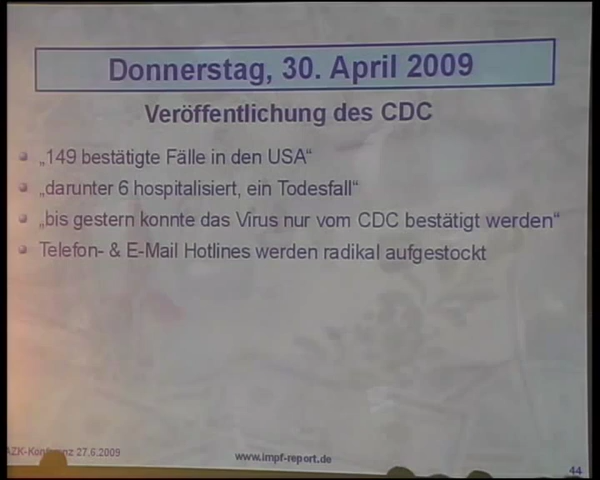 Donnerstag, 30. April 2009
Veröffentlichung des CDC
„149 bestätigte Fälle in den USA“
„darunter 6 hospitalisiert, ein Todesfall“
„bis gestern konnte das Virus nur vom CDC bestätigt werden“
Telefon- & E-Mail Hotlines werden radikal aufgestockt
27.6.2009
www.impf-report.de
44